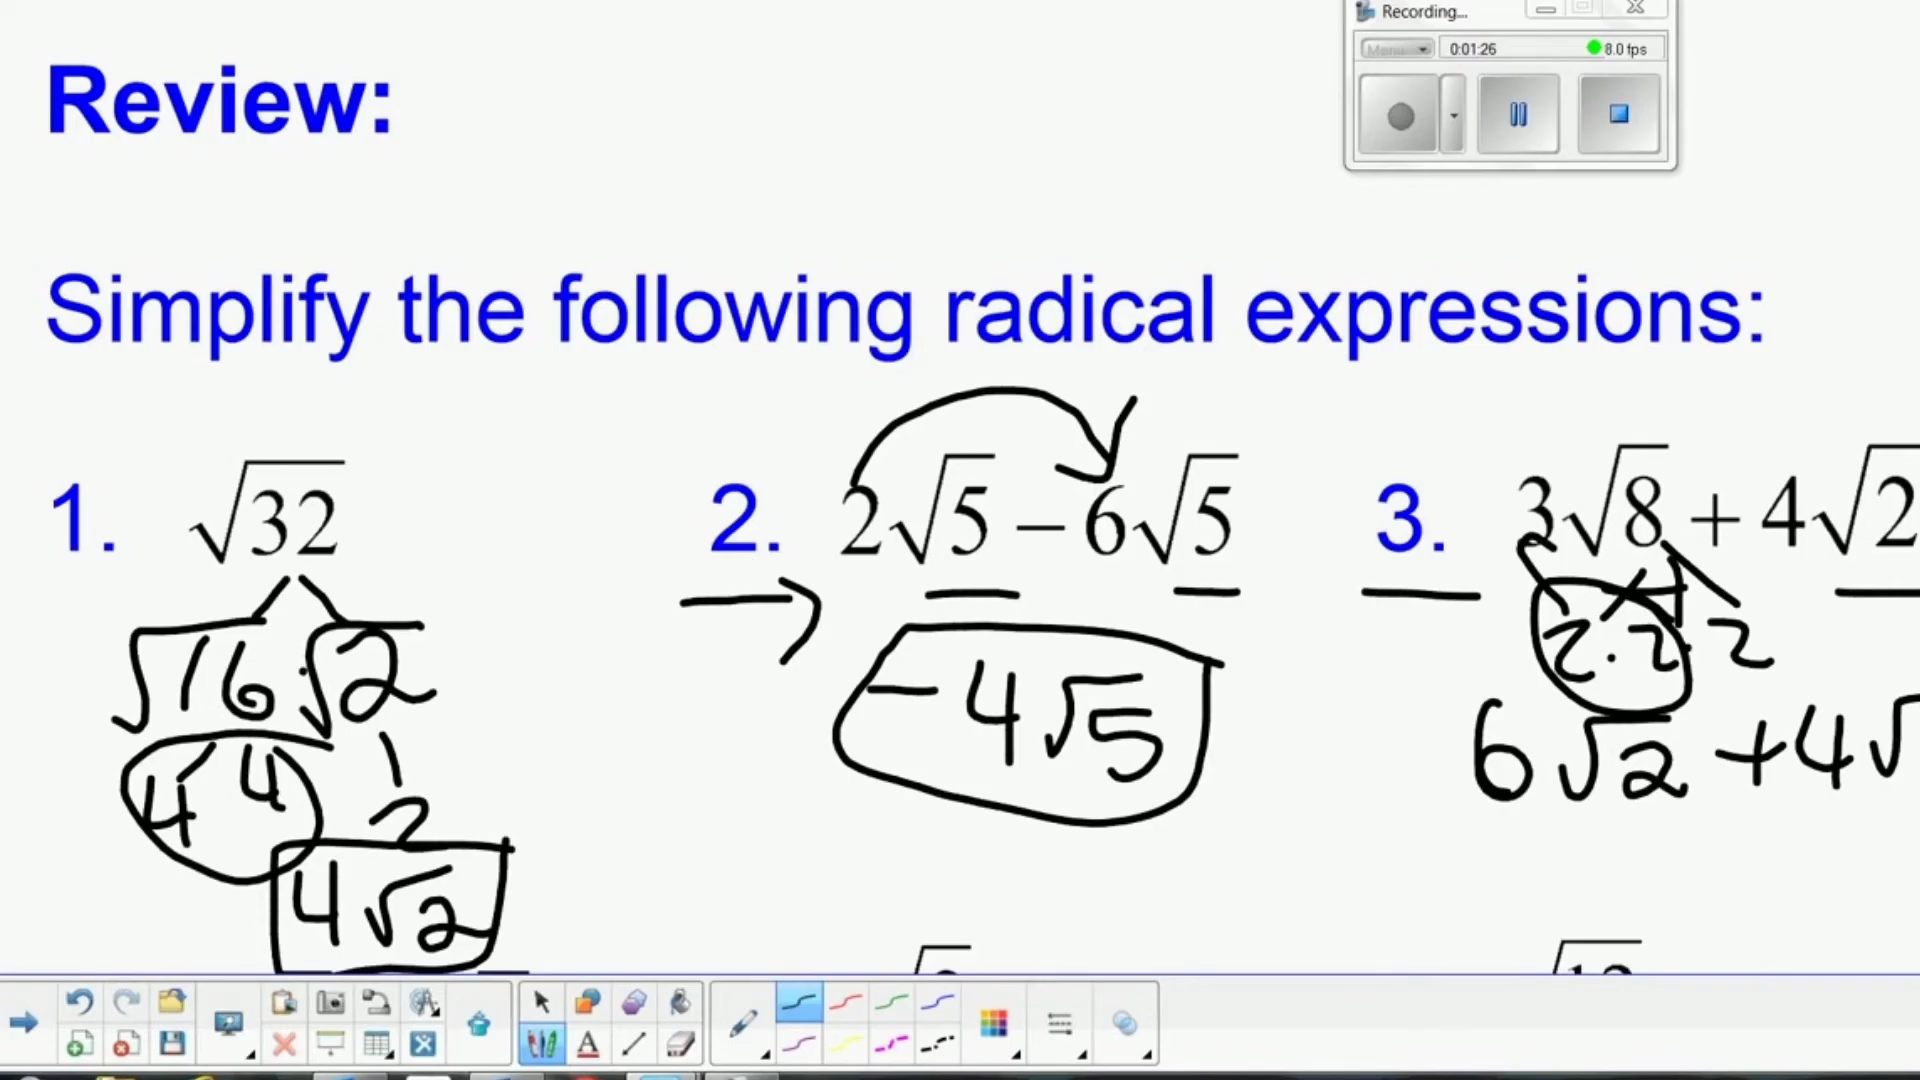 Recording...
Menu 0:01:26 8.0 fps
Review:
Simplify the following radical expressions:
1. √32
2. 2√5 – 6√5
3. 3√8 + 4√2
√16 · √2
4 4 2
4√2
-4√5
2 · 2 2
6√2 + 4√
A